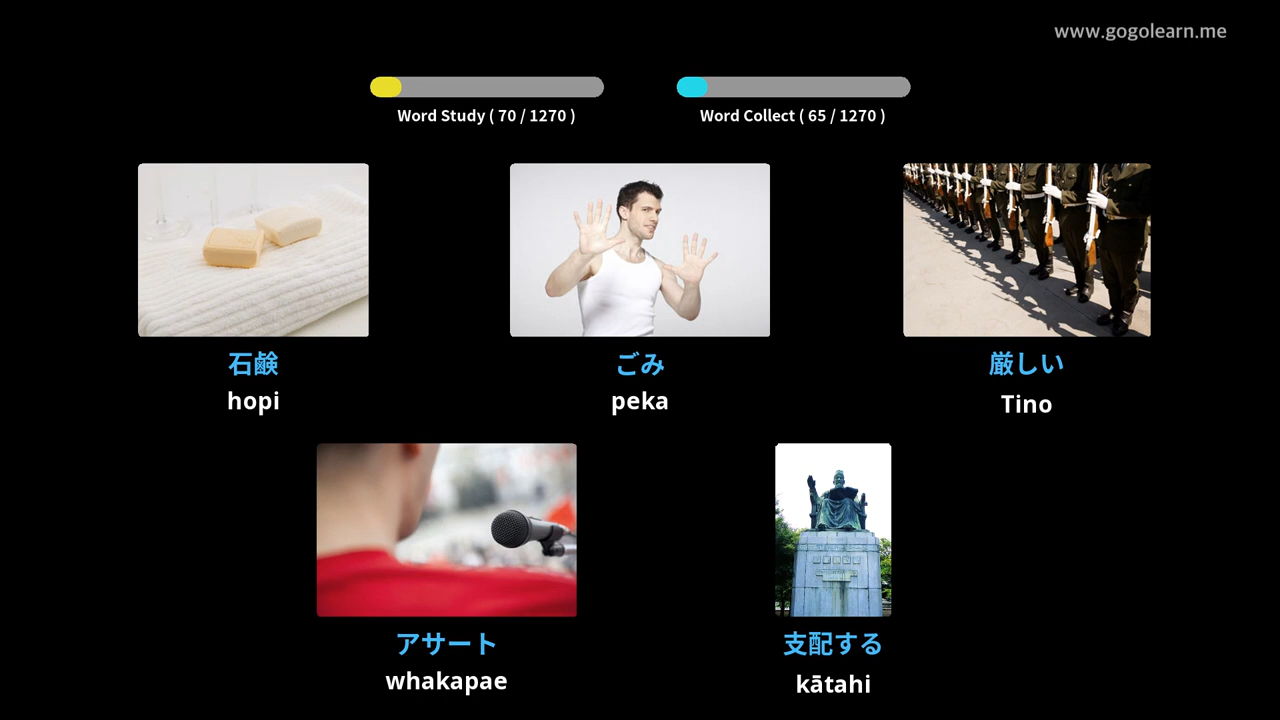 www.gogolearn.me
Word Study ( 70 / 1270 )
Word Collect ( 65 / 1270 )
石鹸
hopi
ごみ
peka
厳しい
Tino
アサート
whakapae
支配する
kātahi